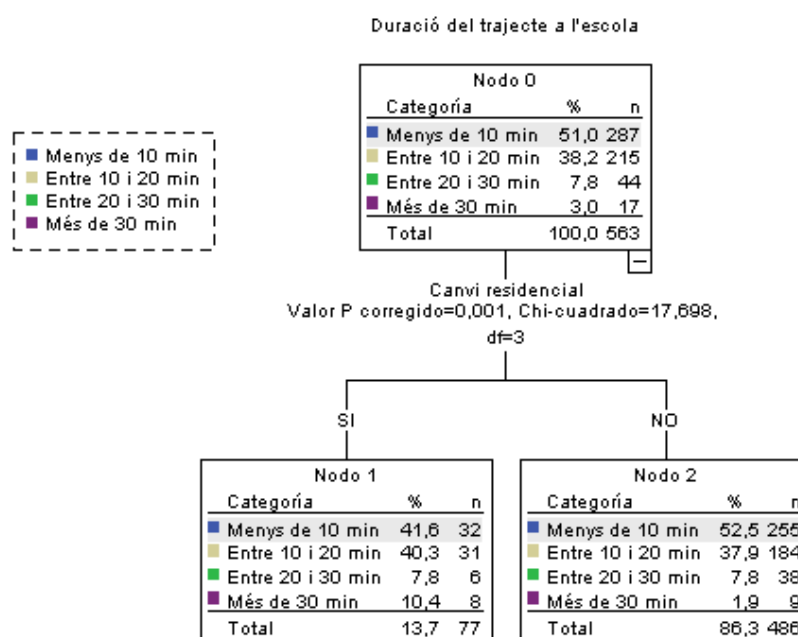 Duració del trajecte a l'escola
Menys de 10 min
Entre 10 i 20 min
Entre 20 i 30 min
Més de 30 min
Nodo 0
Categoría % n
Menys de 10 min 51,0 287
Entre 10 i 20 min 38,2 215
Entre 20 i 30 min 7,8 44
Més de 30 min 3,0 17
Total 100,0 563
Canvi residencial
Valor P corregido=0,001, Chi-cuadrado=17,698,
df=3
SI
NO
Nodo 1
Categoría % n
Menys de 10 min 41,6 32
Entre 10 i 20 min 40,3 31
Entre 20 i 30 min 7,8 6
Més de 30 min 10,4 8
Total 13,7 77
Nodo 2
Categoría % n
Menys de 10 min 52,5 255
Entre 10 i 20 min 37,9 184
Entre 20 i 30 min 7,8 38
Més de 30 min 1,9 9
Total 86,3 486